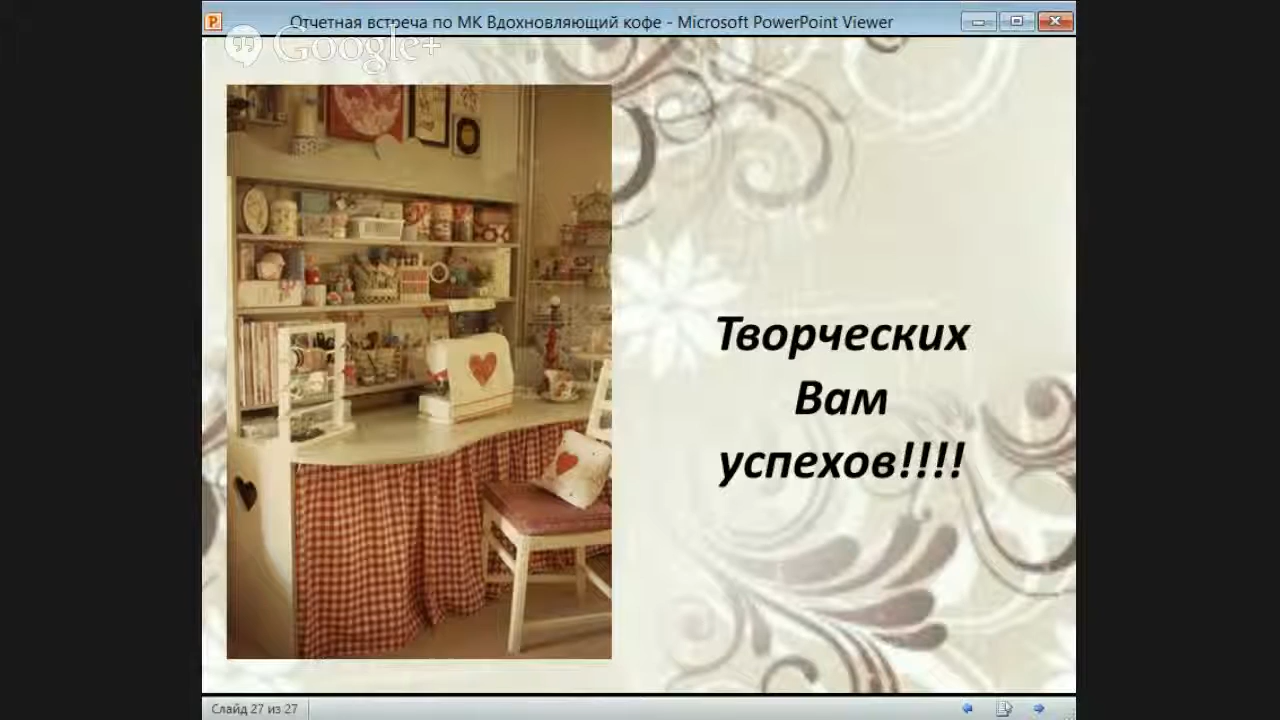 Отчетная встреча по МК Вдохновляющий кофе - Microsoft PowerPoint Viewer
Google+
Творческих
Вам
успехов!!!!
Слайд 27 из 27